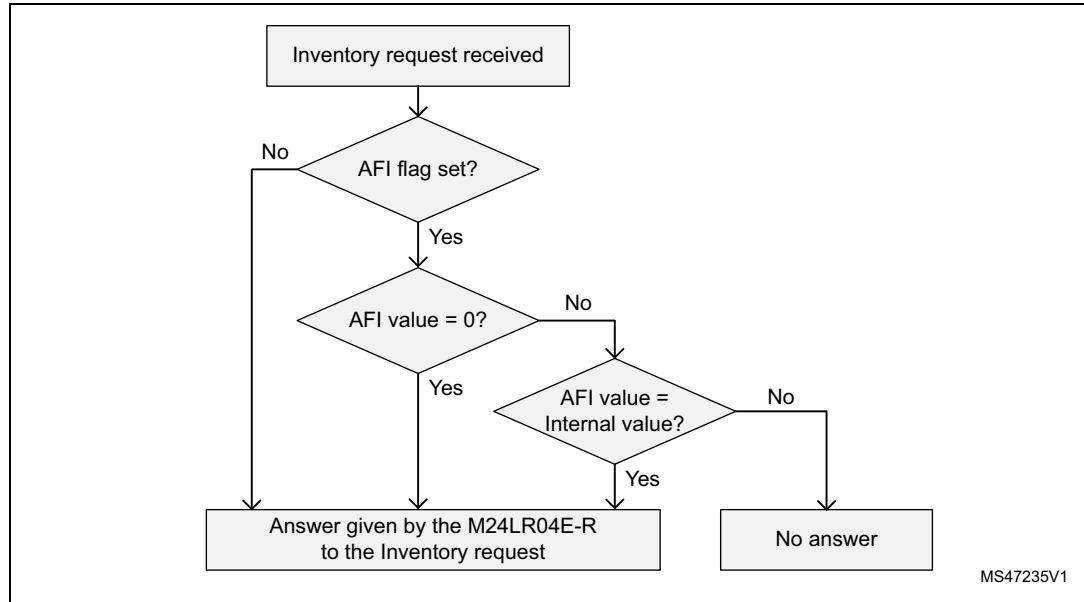 Inventory request received
No
AFI flag set?
Yes
No
AFI value = 0?
Yes
AFI value =
Internal value?
No
Yes
Answer given by the M24LR04E-R
to the Inventory request
No answer
MS47235V1